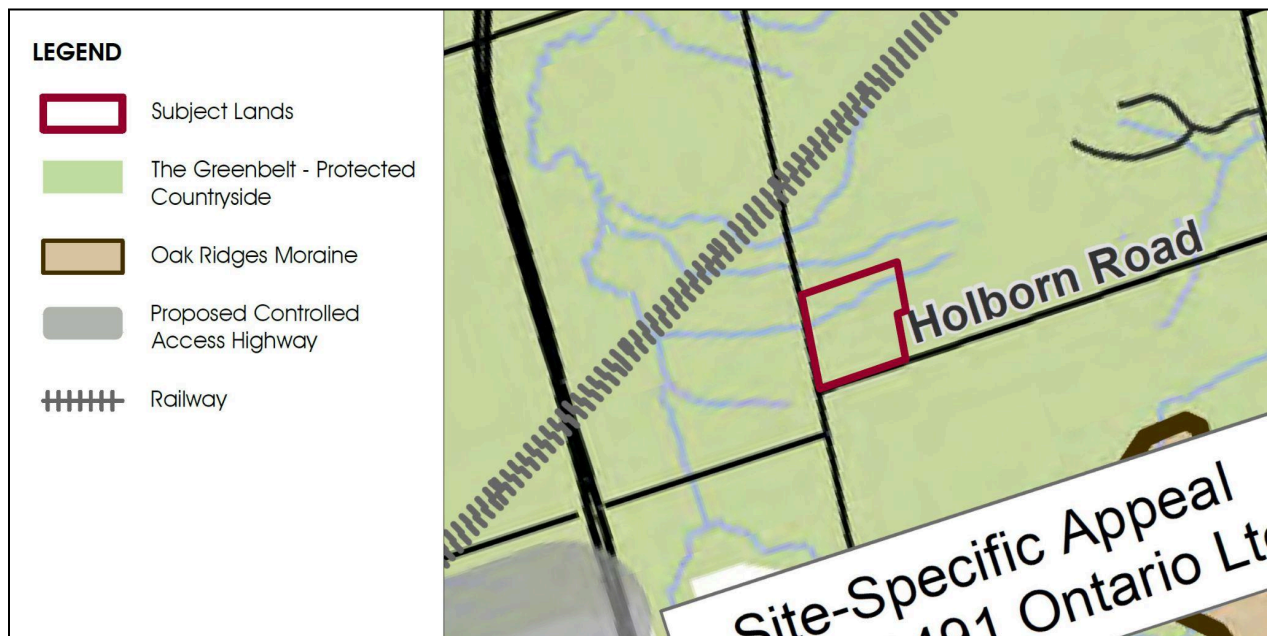 LEGEND
Subject Lands
The Greenbelt - Protected
Countryside
Oak Ridges Moraine
Proposed Controlled
Access Highway
Railway
Holborn Road
Site-Specific Appeal
Ontario